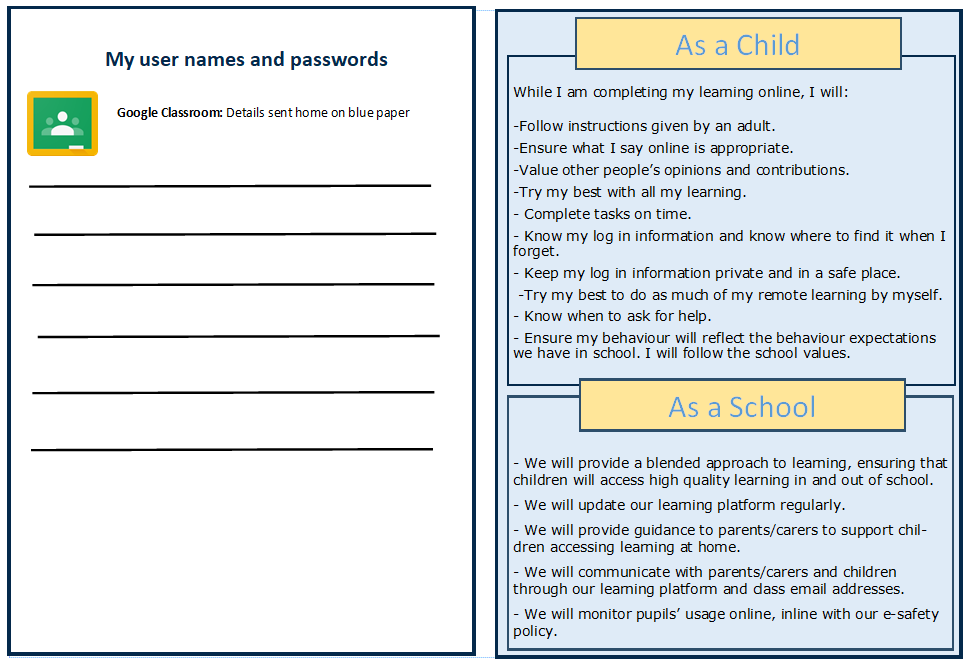 My user names and passwords
Google Classroom: Details sent home on blue paper
As a Child
While I am completing my learning online, I will:
-Follow instructions given by an adult.
-Ensure what I say online is appropriate.
-Value other people’s opinions and contributions.
-Try my best with all my learning.
- Complete tasks on time.
- Know my log in information and know where to find it when I
forget.
- Keep my log in information private and in a safe place.
-Try my best to do as much of my remote learning by myself.
- Know when to ask for help.
- Ensure my behaviour will reflect the behaviour expectations
we have in school. I will follow the school values.
As a School
- We will provide a blended approach to learning, ensuring that
children will access high quality learning in and out of school.
- We will update our learning platform regularly.
- We will provide guidance to parents/carers to support chil-
dren accessing learning at home.
- We will communicate with parents/carers and children
through our learning platform and class email addresses.
- We will monitor pupils’ usage online, inline with our e-safety
policy.